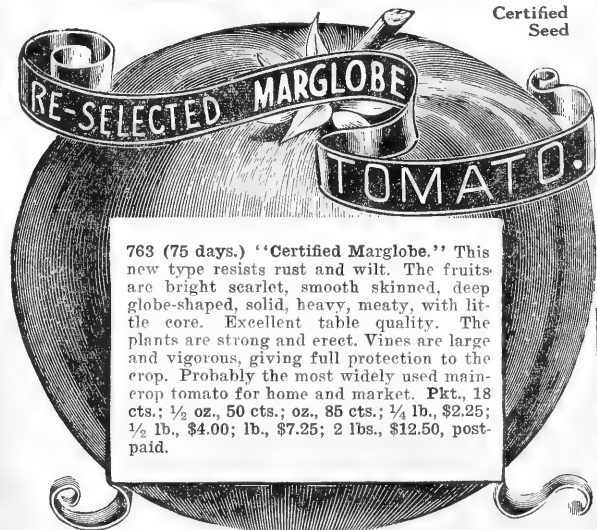 Certified
Seed
RE-SELECTED MARGLOBE
TOMATO.
763 (75 days.) "Certified Marglobe." This
new type resists rust and wilt. The fruits
are bright scarlet, smooth skinned, deep
globe-shaped, solid, heavy, meaty, with lit-
tle core. Excellent table quality. The
plants are strong and erect. Vines are large
and vigorous, giving full protection to the
crop. Probably the most widely used main-
crop tomato for home and market. Pkt., 18
cts.; ½ oz., 50 cts.; oz., 85 cts.; ¼ lb., $2.25;
½ lb., $4.00; lb., $7.25; 2 lbs., $12.50, post-
paid.